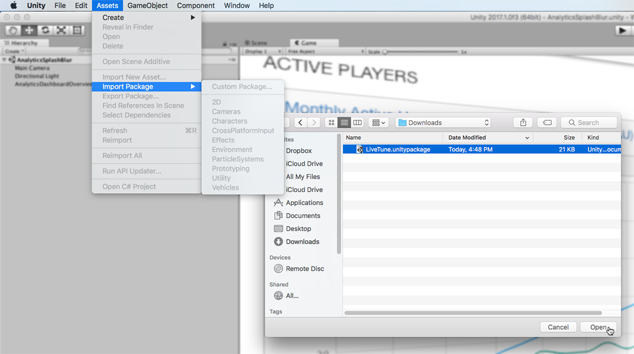 Unity File Edit Assets GameObject Component Window Help
Unity 2017.1.0f3 (64bit) - AnalyticsSplashBlur.unity -
Create
Reveal in Finder
Open
Delete
Open Scene Additive
Import New Asset...
Import Package
Export Package...
Find References In Scene
Select Dependencies
Refresh ⌘R
Reimport
Reimport All
Run API Updater...
Open C# Project
Custom Package...
2D
Cameras
Characters
CrossPlatformInput
Effects
Environment
ParticleSystems
Prototyping
Utility
Vehicles
Hierarchy
Create
AnalyticsSplashBlur
Main Camera
Directional Light
AnalyticsDashboardOverview
Scene Game
Display 1 Free Aspect Scale 1x
ACTIVE PLAYERS
Monthly Active
Downloads
Search
Name Date Modified Size Kind
LiveTune.unitypackage Today, 4:48 PM 21 KB Unity...ocum
Dropbox
iCloud Drive
All My Files
iCloud Drive
Applications
Documents
Desktop
Downloads
Devices
Remote Disc
Shared
All...
Tags
Cancel Open